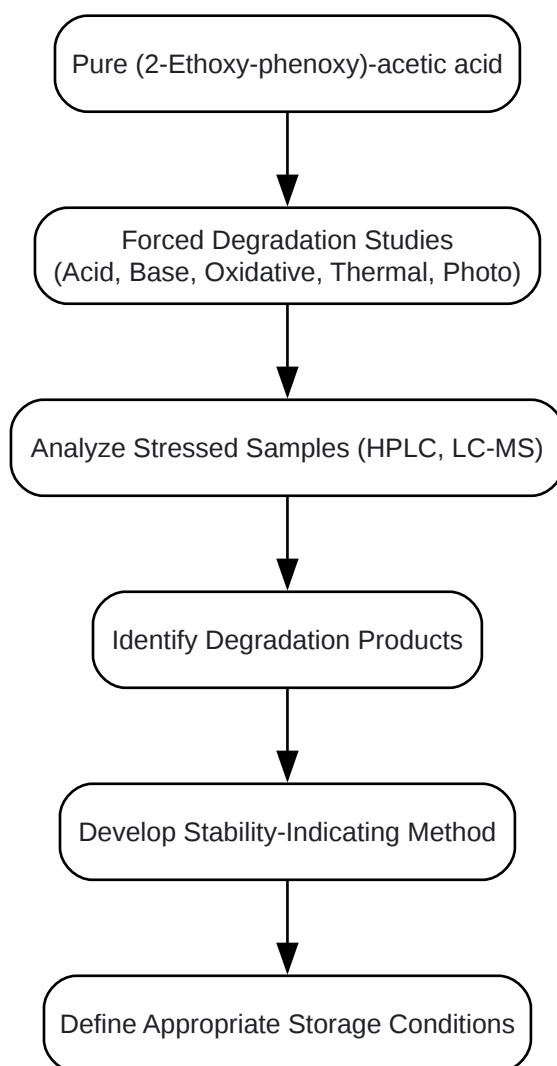 Pure (2-Ethoxy-phenoxy)-acetic acid
Forced Degradation Studies
(Acid, Base, Oxidative, Thermal, Photo)
Analyze Stressed Samples (HPLC, LC-MS)
Identify Degradation Products
Develop Stability-Indicating Method
Define Appropriate Storage Conditions